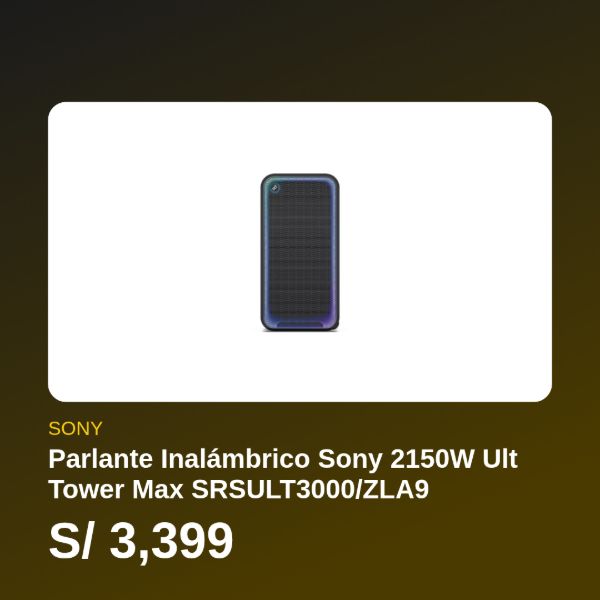 SONY
Parlante Inalámbrico Sony 2150W Ult
Tower Max SRSULT3000/ZLA9
S/ 3,399